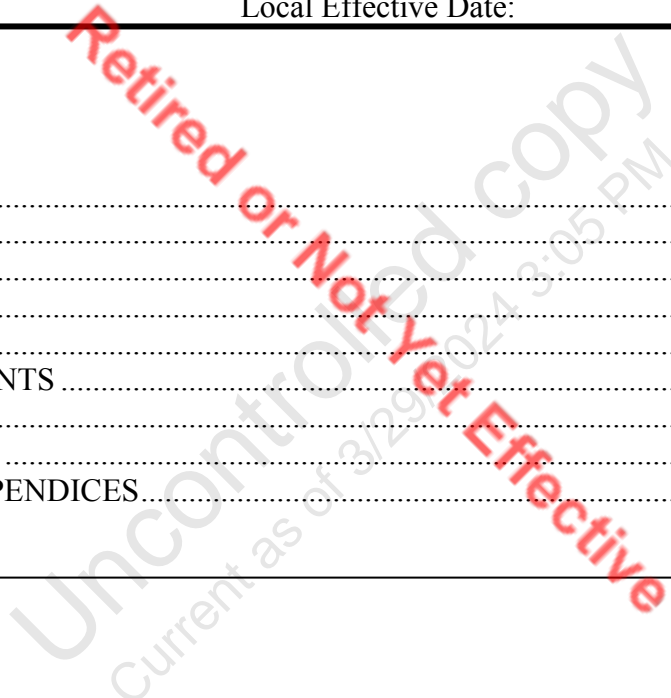 Local Effective Date:
Retired or Not Yet Effective
Uncontrolled copy
Current as of 3/29/2024 3:05 PM
................................................................
................................................................
................................................................
................................................................
................................................................
NTS ................................................................
................................................................
................................................................
PENDICES................................................................